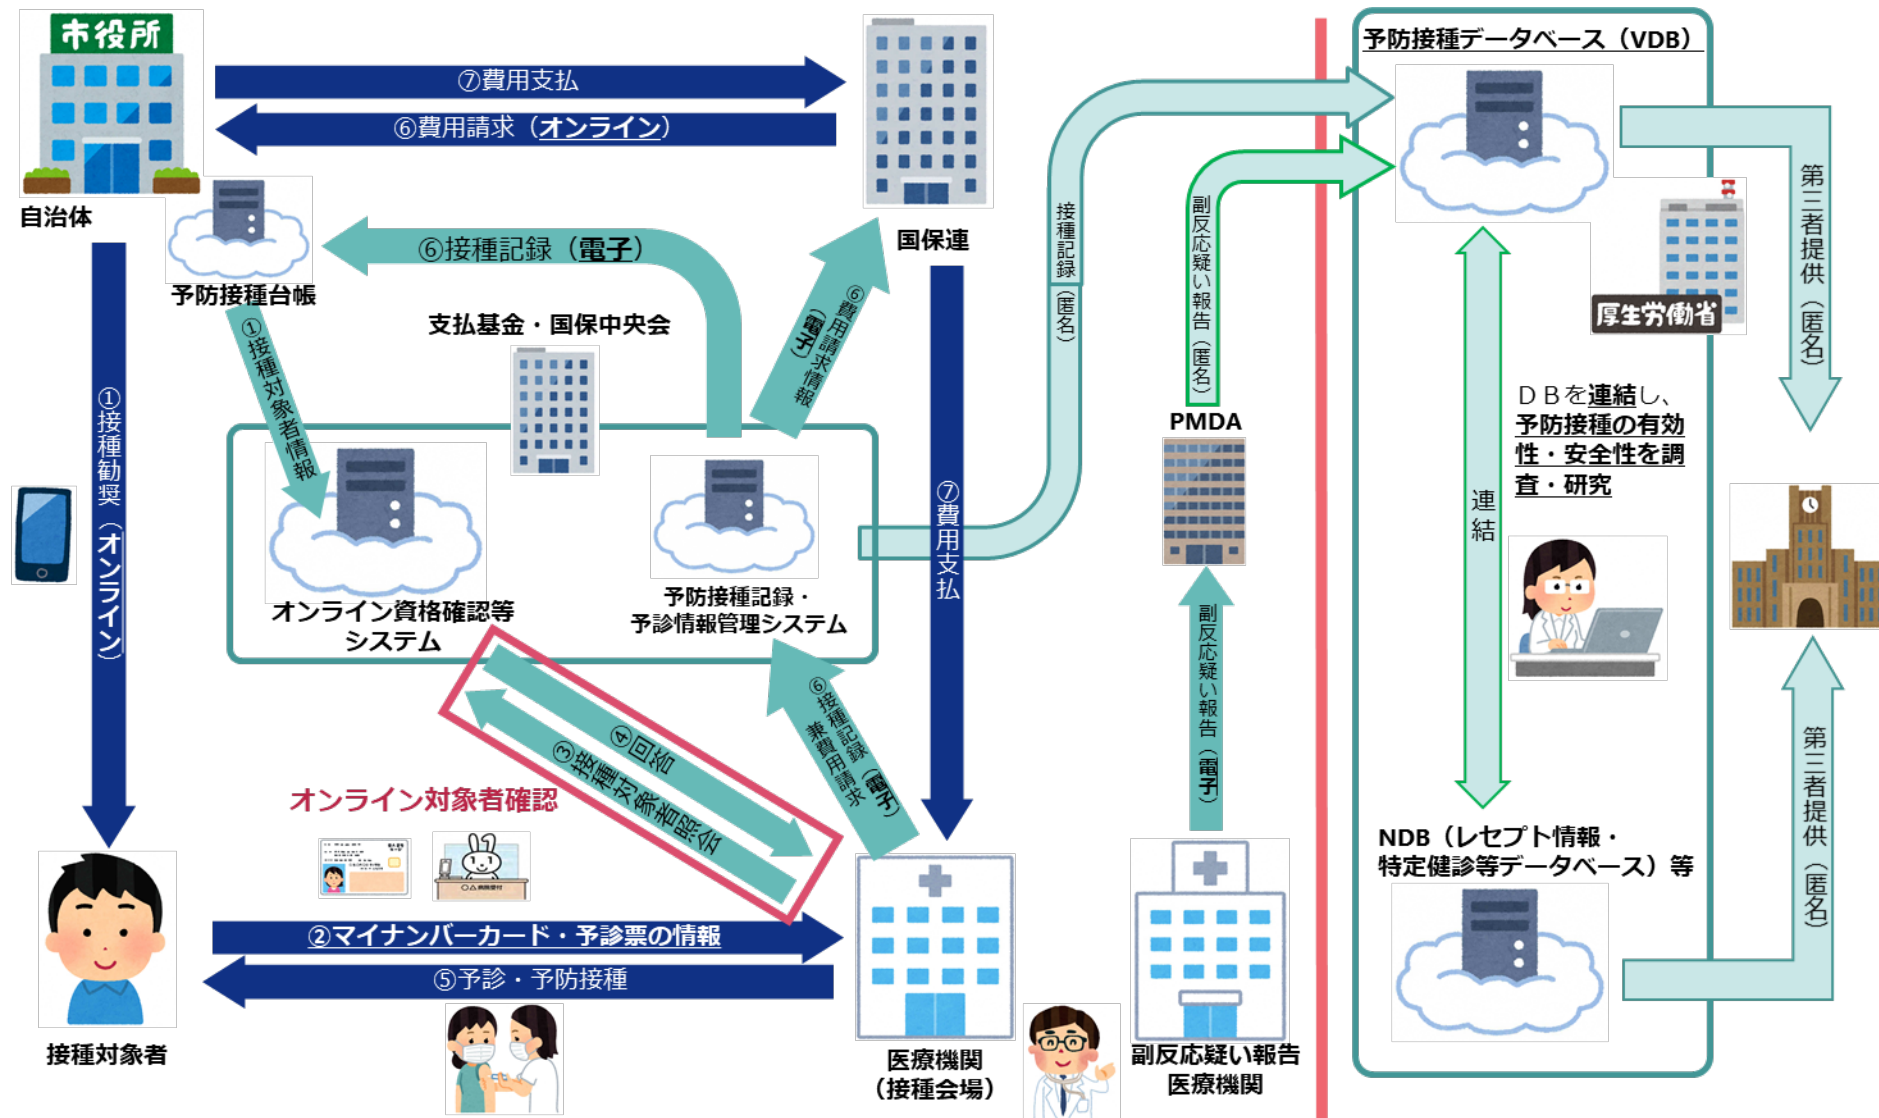 市役所
自治体
⑦費用支払
⑥費用請求（オンライン）
国保連
予防接種台帳
⑥接種記録（電子）
①接種対象者情報
支払基金・国保中央会
⑥費用請求情報
（電子）
①接種勧奨（オンライン）
オンライン資格確認等
システム
予防接種記録・
予診情報管理システム
⑦費用支払
④回答
③接種対象者照会
オンライン対象者確認
⑥接種記録（電子）
兼費用請求
②マイナンバーカード・予診票の情報
⑤予診・予防接種
接種対象者
医療機関
（接種会場）
接種記録（匿名）
副反応疑い報告（匿名）
PMDA
副反応疑い報告（電子）
副反応疑い報告
医療機関
予防接種データベース（VDB）
厚生労働省
第三者提供（匿名）
連結
ＤＢを連結し、
予防接種の有効
性・安全性を調
査・研究
NDB（レセプト情報・
特定健診等データベース）等
第三者提供（匿名）